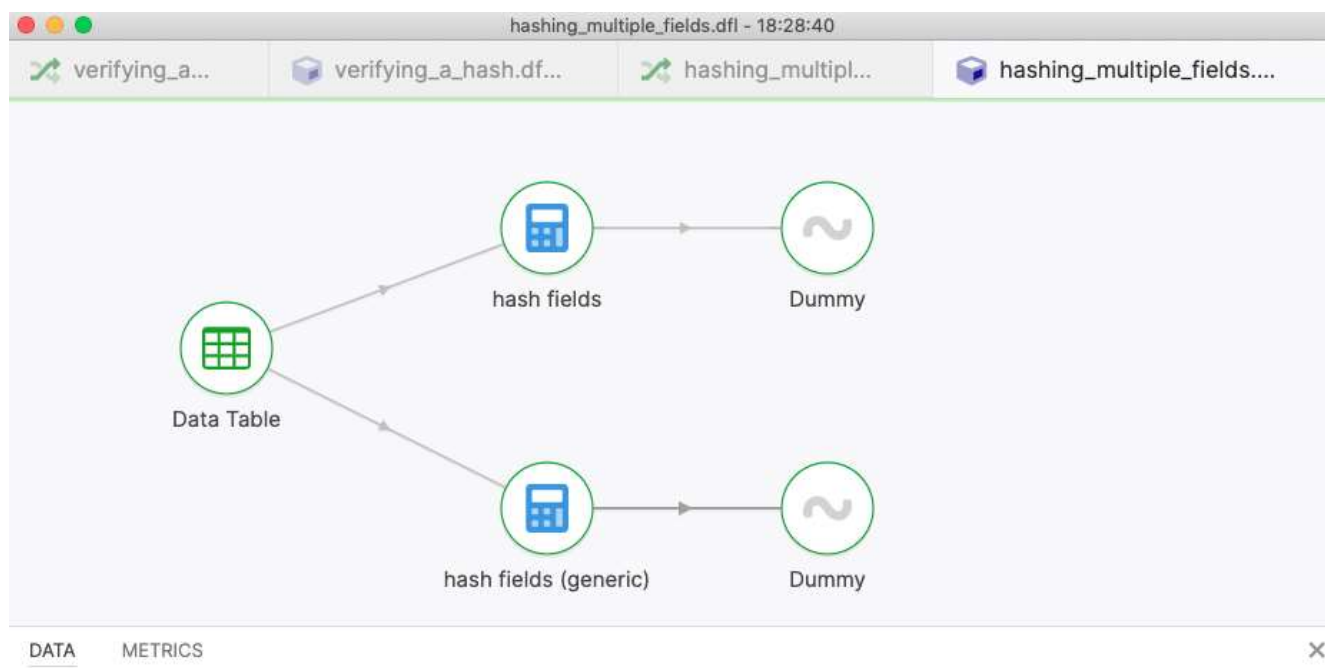 hashing_multiple_fields.dfl - 18:28:40
verifying_a...
verifying_a_hash.df...
hashing_multipl...
hashing_multiple_fields....
hash fields
Dummy
Data Table
hash fields (generic)
Dummy
DATA
METRICS